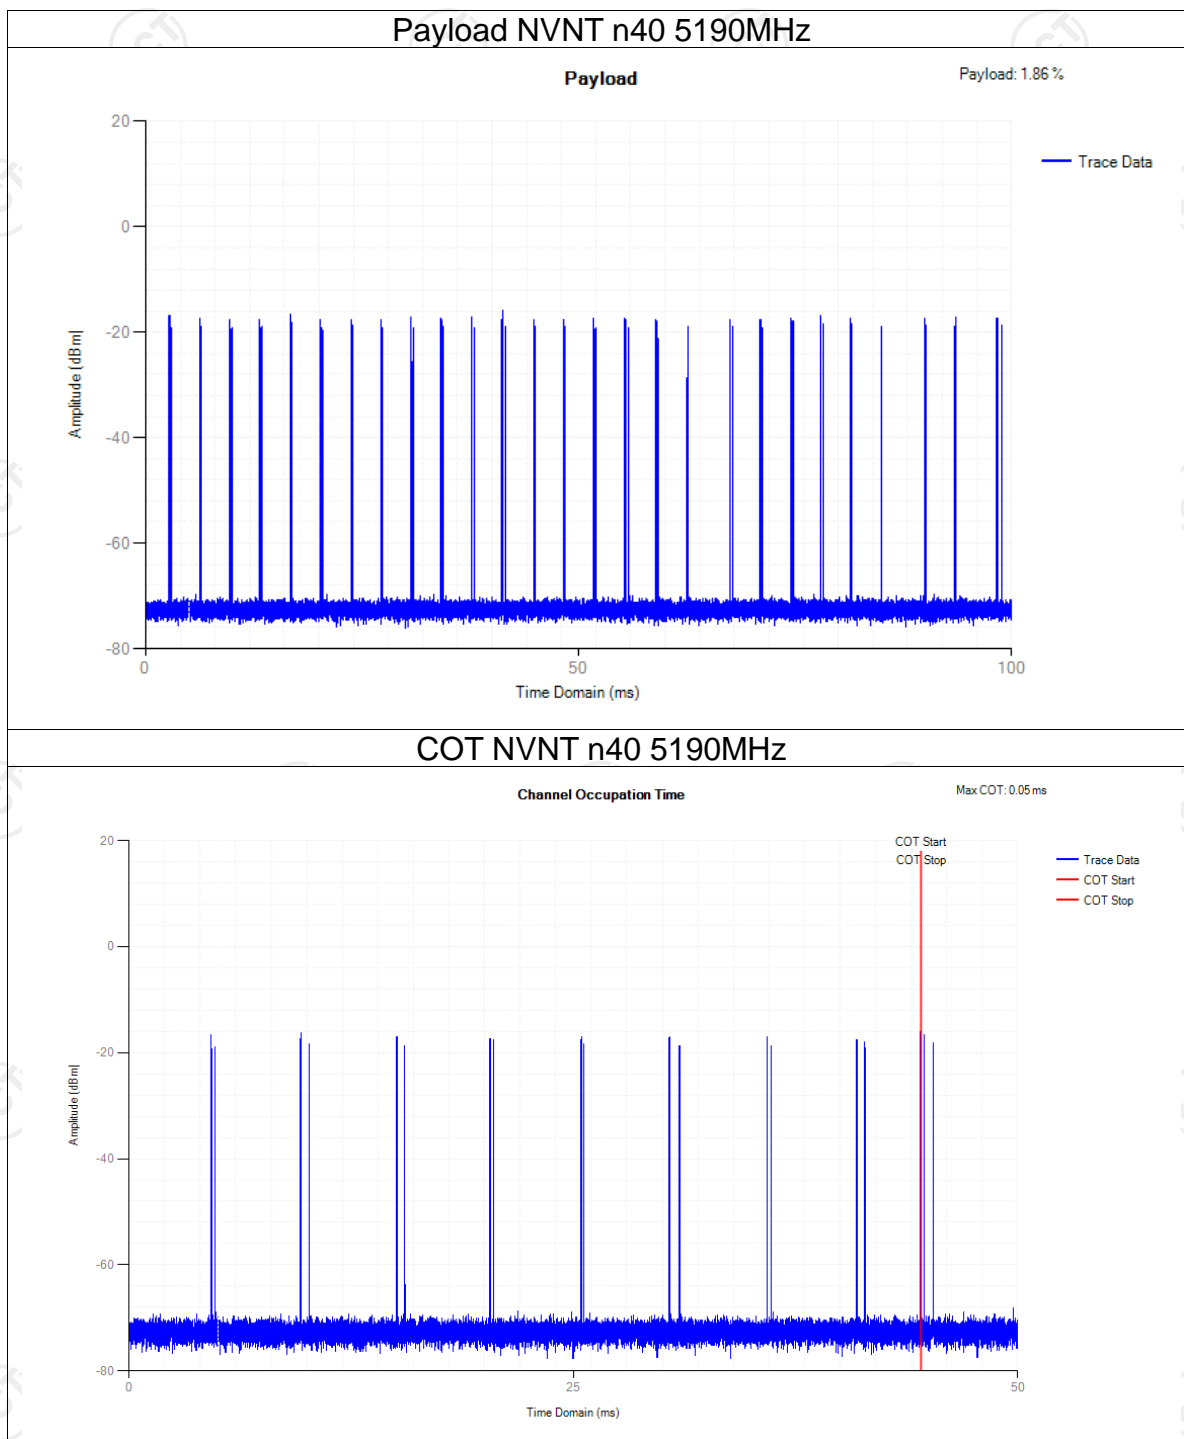 Payload NVNT n40 5190MHz
Payload
Payload: 1.86 %
20
0
-20
-40
-60
-80
Amplitude (dBm)
Trace Data
0
50
100
Time Domain (ms)
COT NVNT n40 5190MHz
Channel Occupation Time
Max COT: 0.05 ms
COT Start
COT Stop
20
0
-20
-40
-60
-80
Amplitude (dBm)
Trace Data
COT Start
COT Stop
0
25
50
Time Domain (ms)